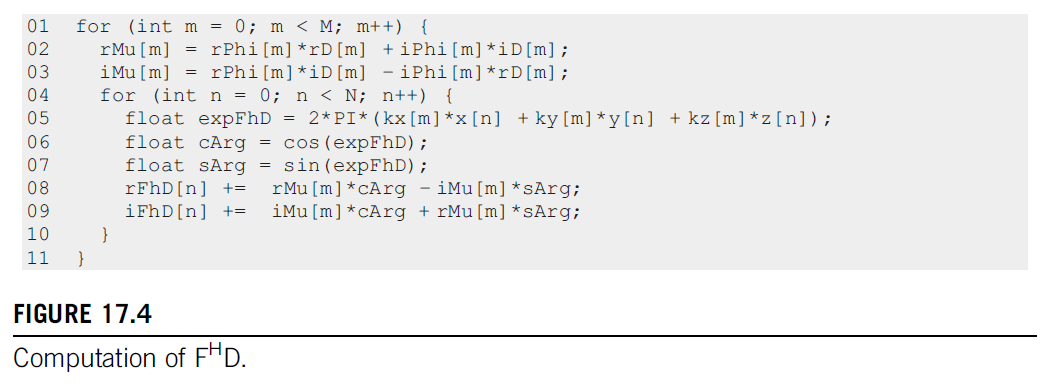 01 for (int m = 0; m < M; m++) {
02 rMu[m] = rPhi[m]*rD[m] + iPhi[m]*iD[m];
03 iMu[m] = rPhi[m]*iD[m] - iPhi[m]*rD[m];
04 for (int n = 0; n < N; n++) {
05 float expFhD = 2*PI*(kx[m]*x[n] + ky[m]*y[n] + kz[m]*z[n]);
06 float cArg = cos(expFhD);
07 float sArg = sin(expFhD);
08 rFhD[n] += rMu[m]*cArg - iMu[m]*sArg;
09 iFhD[n] += iMu[m]*cArg + rMu[m]*sArg;
10 }
11 }
FIGURE 17.4
Computation of FᴴD.